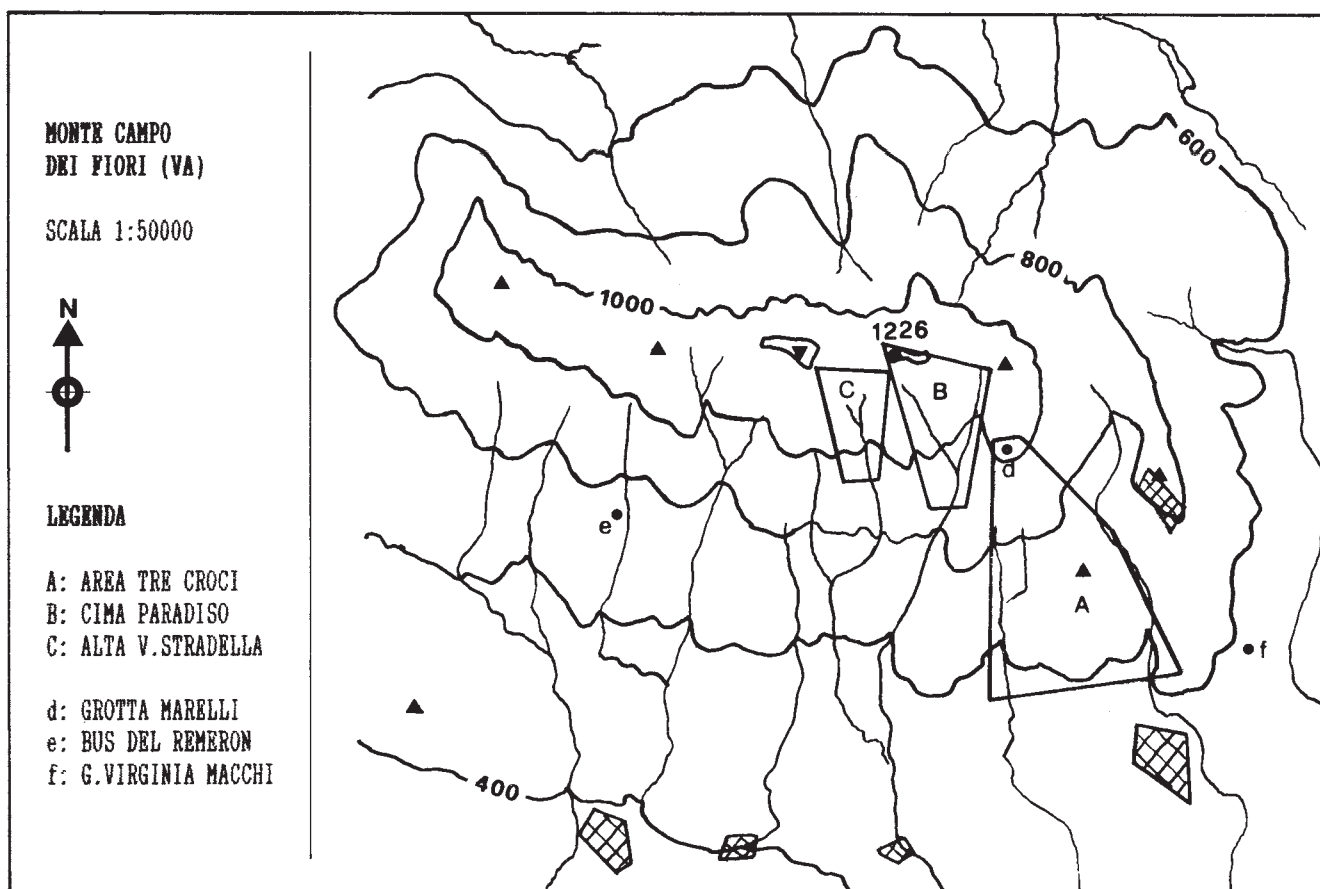 MONTE CAMPO
DEI FIORI (VA)
SCALA 1:50000
N
LEGENDA
A: AREA TRE CROCI
B: CIMA PARADISO
C: ALTA V.STRADELLA
d: GROTTA MARELLI
e: BUS DEL REMERON
f: G.VIRGINIA MACCHI
600
800
1000
1226
C
B
d
e
A
f
400